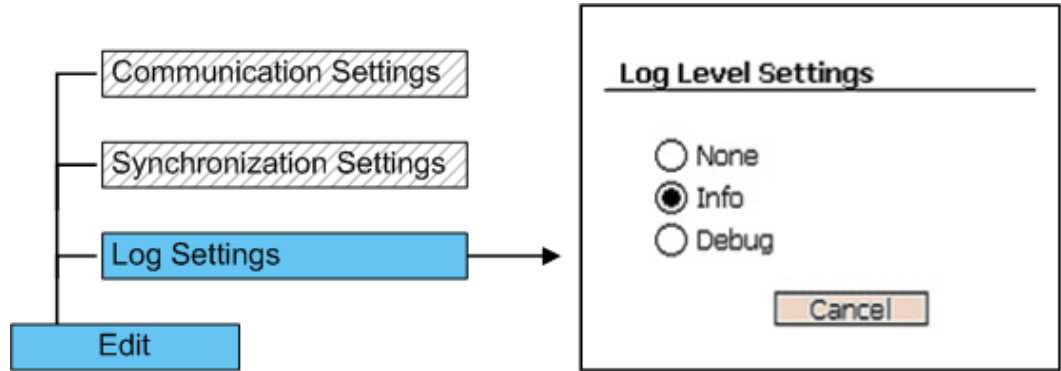 Communication Settings
Synchronization Settings
Log Settings
Edit
Log Level Settings
None
Info
Debug
Cancel